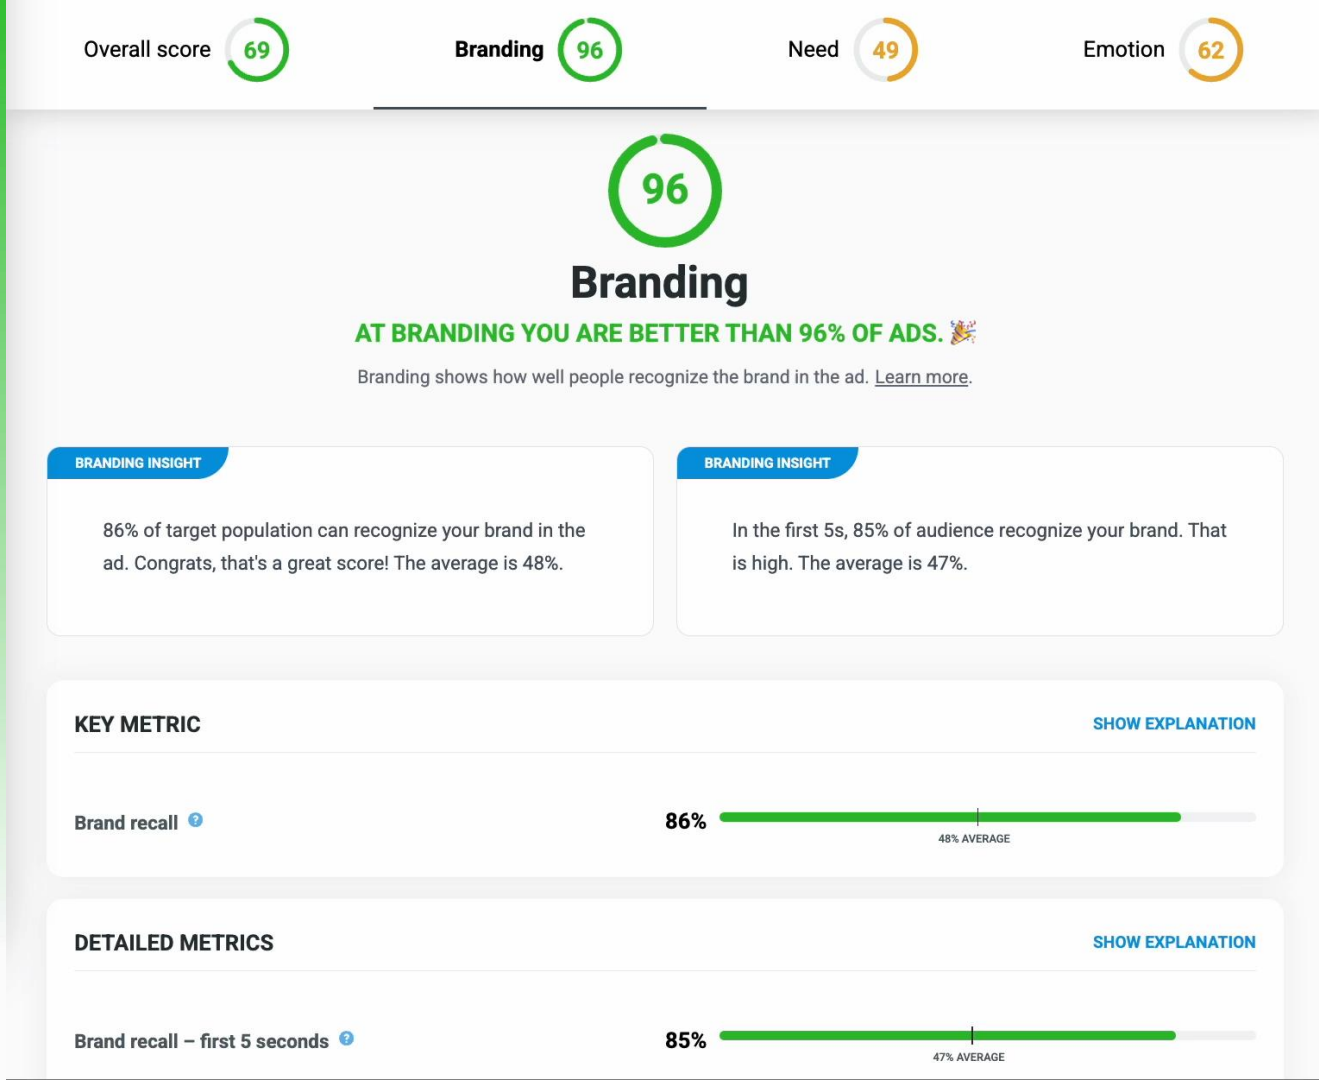 Overall score 69 Branding 96 Need 49 Emotion 62
96
Branding
AT BRANDING YOU ARE BETTER THAN 96% OF ADS. 🎉
Branding shows how well people recognize the brand in the ad. Learn more.
BRANDING INSIGHT
86% of target population can recognize your brand in the
ad. Congrats, that's a great score! The average is 48%.
BRANDING INSIGHT
In the first 5s, 85% of audience recognize your brand. That
is high. The average is 47%.
KEY METRIC SHOW EXPLANATION
Brand recall ? 86%
48% AVERAGE
DETAILED METRICS SHOW EXPLANATION
Brand recall – first 5 seconds ? 85%
47% AVERAGE